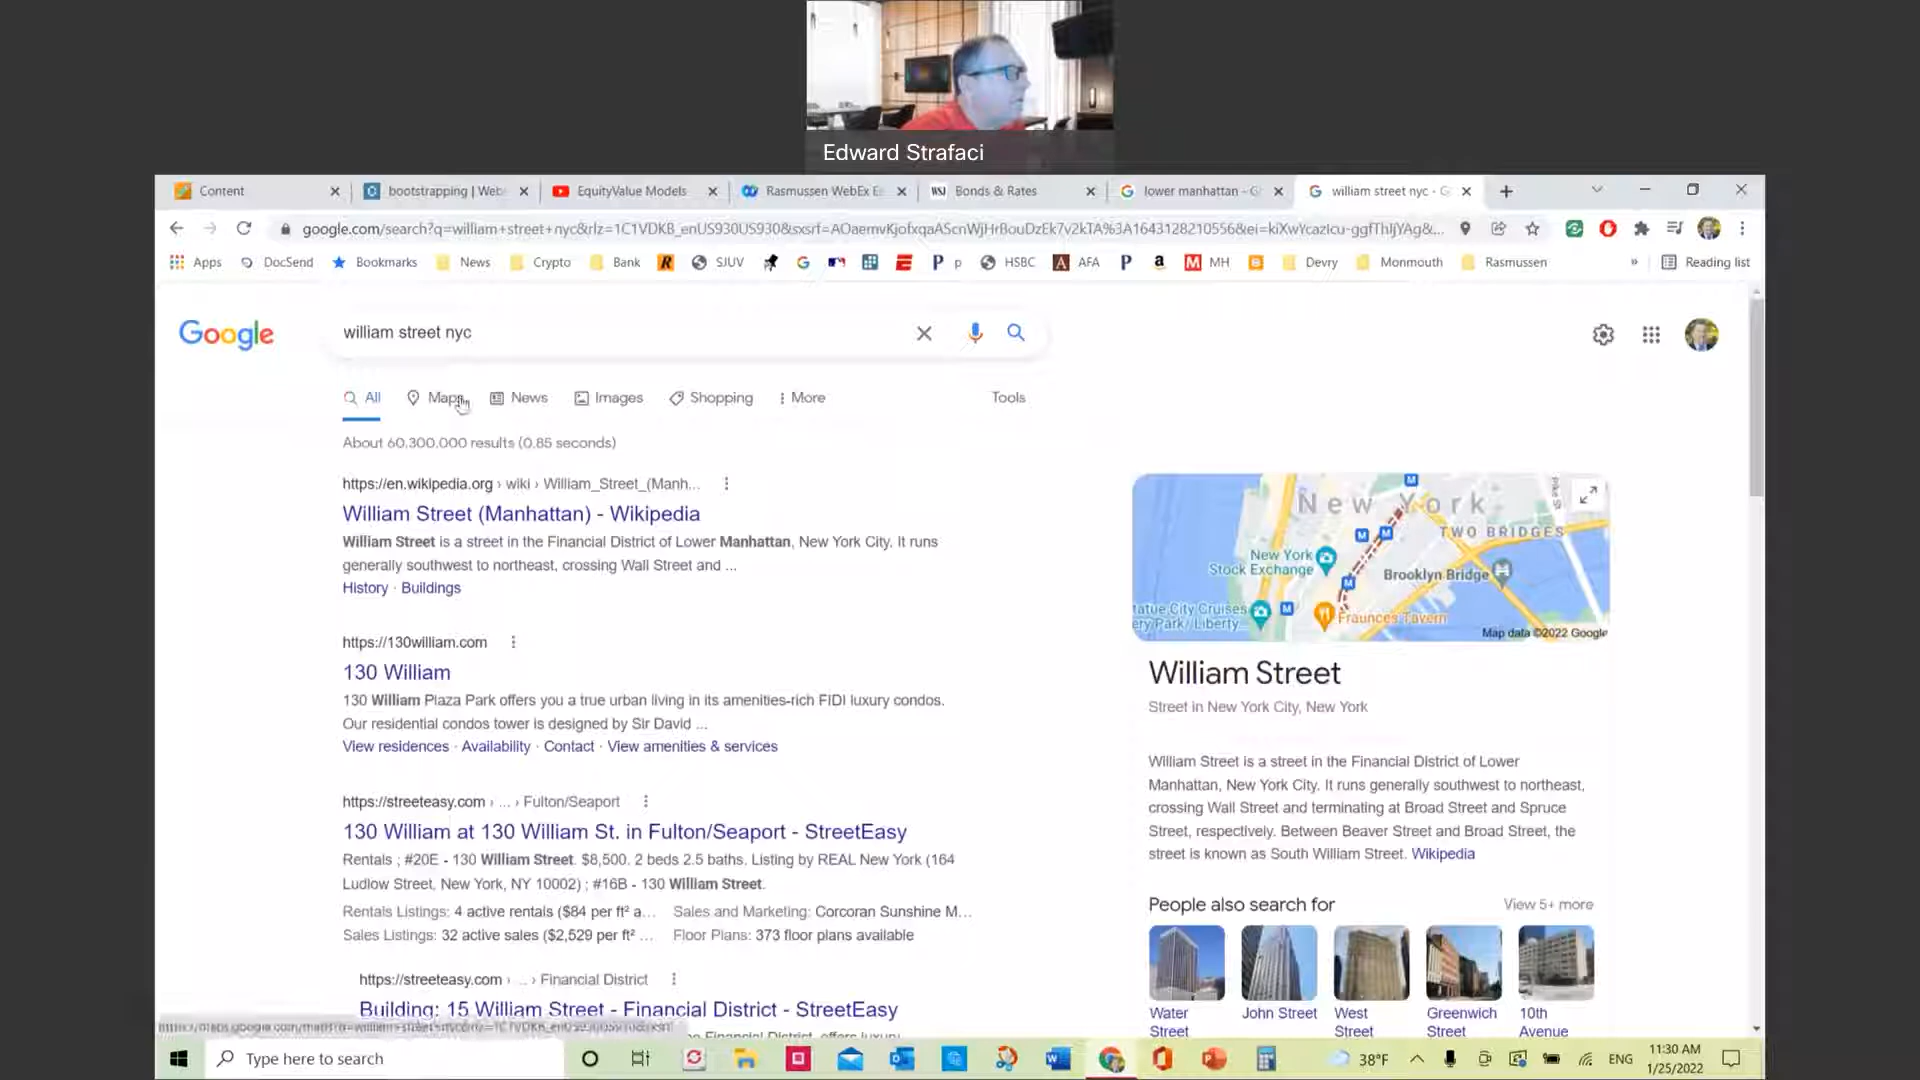 Edward Strafaci
Content
bootstrapping | Web
EquityValue Models
Rasmussen WebEx E
WSJ
Bonds & Rates
lower manhattan - G
william street nyc - G
Apps
DocSend
Bookmarks
News
Crypto
Bank
SJUV
p
HSBC
AFA
MH
Devry
Monmouth
Rasmussen
»
Reading list
Google
william street nyc
All
Maps
News
Images
Shopping
More
Tools
About 60,300,000 results (0.85 seconds)
https://en.wikipedia.org › wiki › William_Street_(Manh...
William Street (Manhattan) - Wikipedia
William Street is a street in the Financial District of Lower Manhattan, New York City. It runs
generally southwest to northeast, crossing Wall Street and ...
History · Buildings
https://130william.com
130 William
130 William Plaza Park offers you a true urban living in its amenities-rich FIDI luxury condos.
Our residential condos tower is designed by Sir David ...
View residences · Availability · Contact · View amenities & services
https://streeteasy.com › ... › Fulton/Seaport
130 William at 130 William St. in Fulton/Seaport - StreetEasy
Rentals ; #20E - 130 William Street. $8,500. 2 beds 2.5 baths. Listing by REAL New York (164
Ludlow Street, New York, NY 10002) ; #16B - 130 William Street.
Rentals Listings: 4 active rentals ($84 per ft² a... Sales and Marketing: Corcoran Sunshine M...
Sales Listings: 32 active sales ($2,529 per ft² ... Floor Plans: 373 floor plans available
https://streeteasy.com › ... › Financial District
Building: 15 William Street - Financial District - StreetEasy
New York
TWO BRIDGES
New York
Stock Exchange
Brooklyn Bridge
tatue City Cruises
ery Park/ Liberty
Fraunces Tavern
Map data ©2022 Google
William Street
Street in New York City, New York
William Street is a street in the Financial District of Lower
Manhattan, New York City. It runs generally southwest to northeast,
crossing Wall Street and terminating at Broad Street and Spruce
Street, respectively. Between Beaver Street and Broad Street, the
street is known as South William Street. Wikipedia
People also search for
View 5+ more
Water
Street
John Street
West
Street
Greenwich
Street
10th
Avenue
Type here to search
38°F
ENG
11:30 AM
1/25/2022